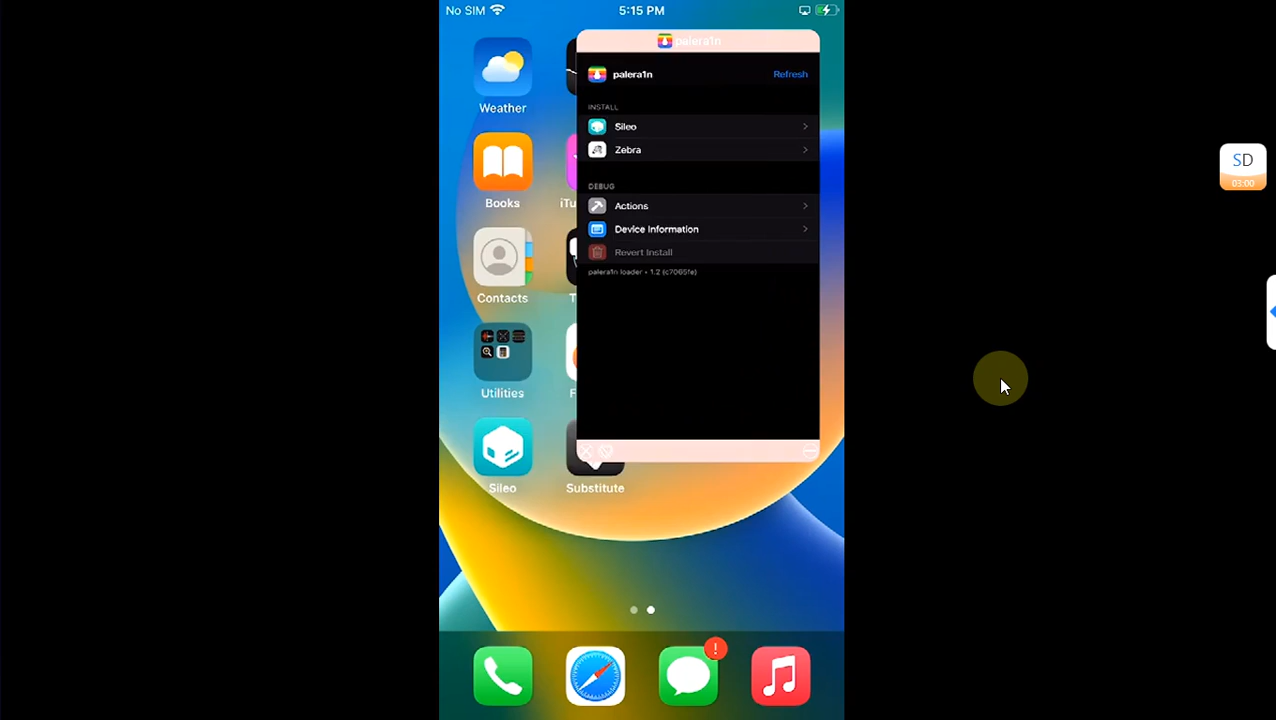 No SIM 5:15 PM
palera1n
palera1n Refresh
INSTALL
Sileo
Zebra
DEBUG
Actions
Device Information
Revert Install
palera1n loader • 1.2 (c7065fe)
Weather
Books
iTu
Contacts
T
Utilities
F
Sileo
Substitute
!
SD
03:00